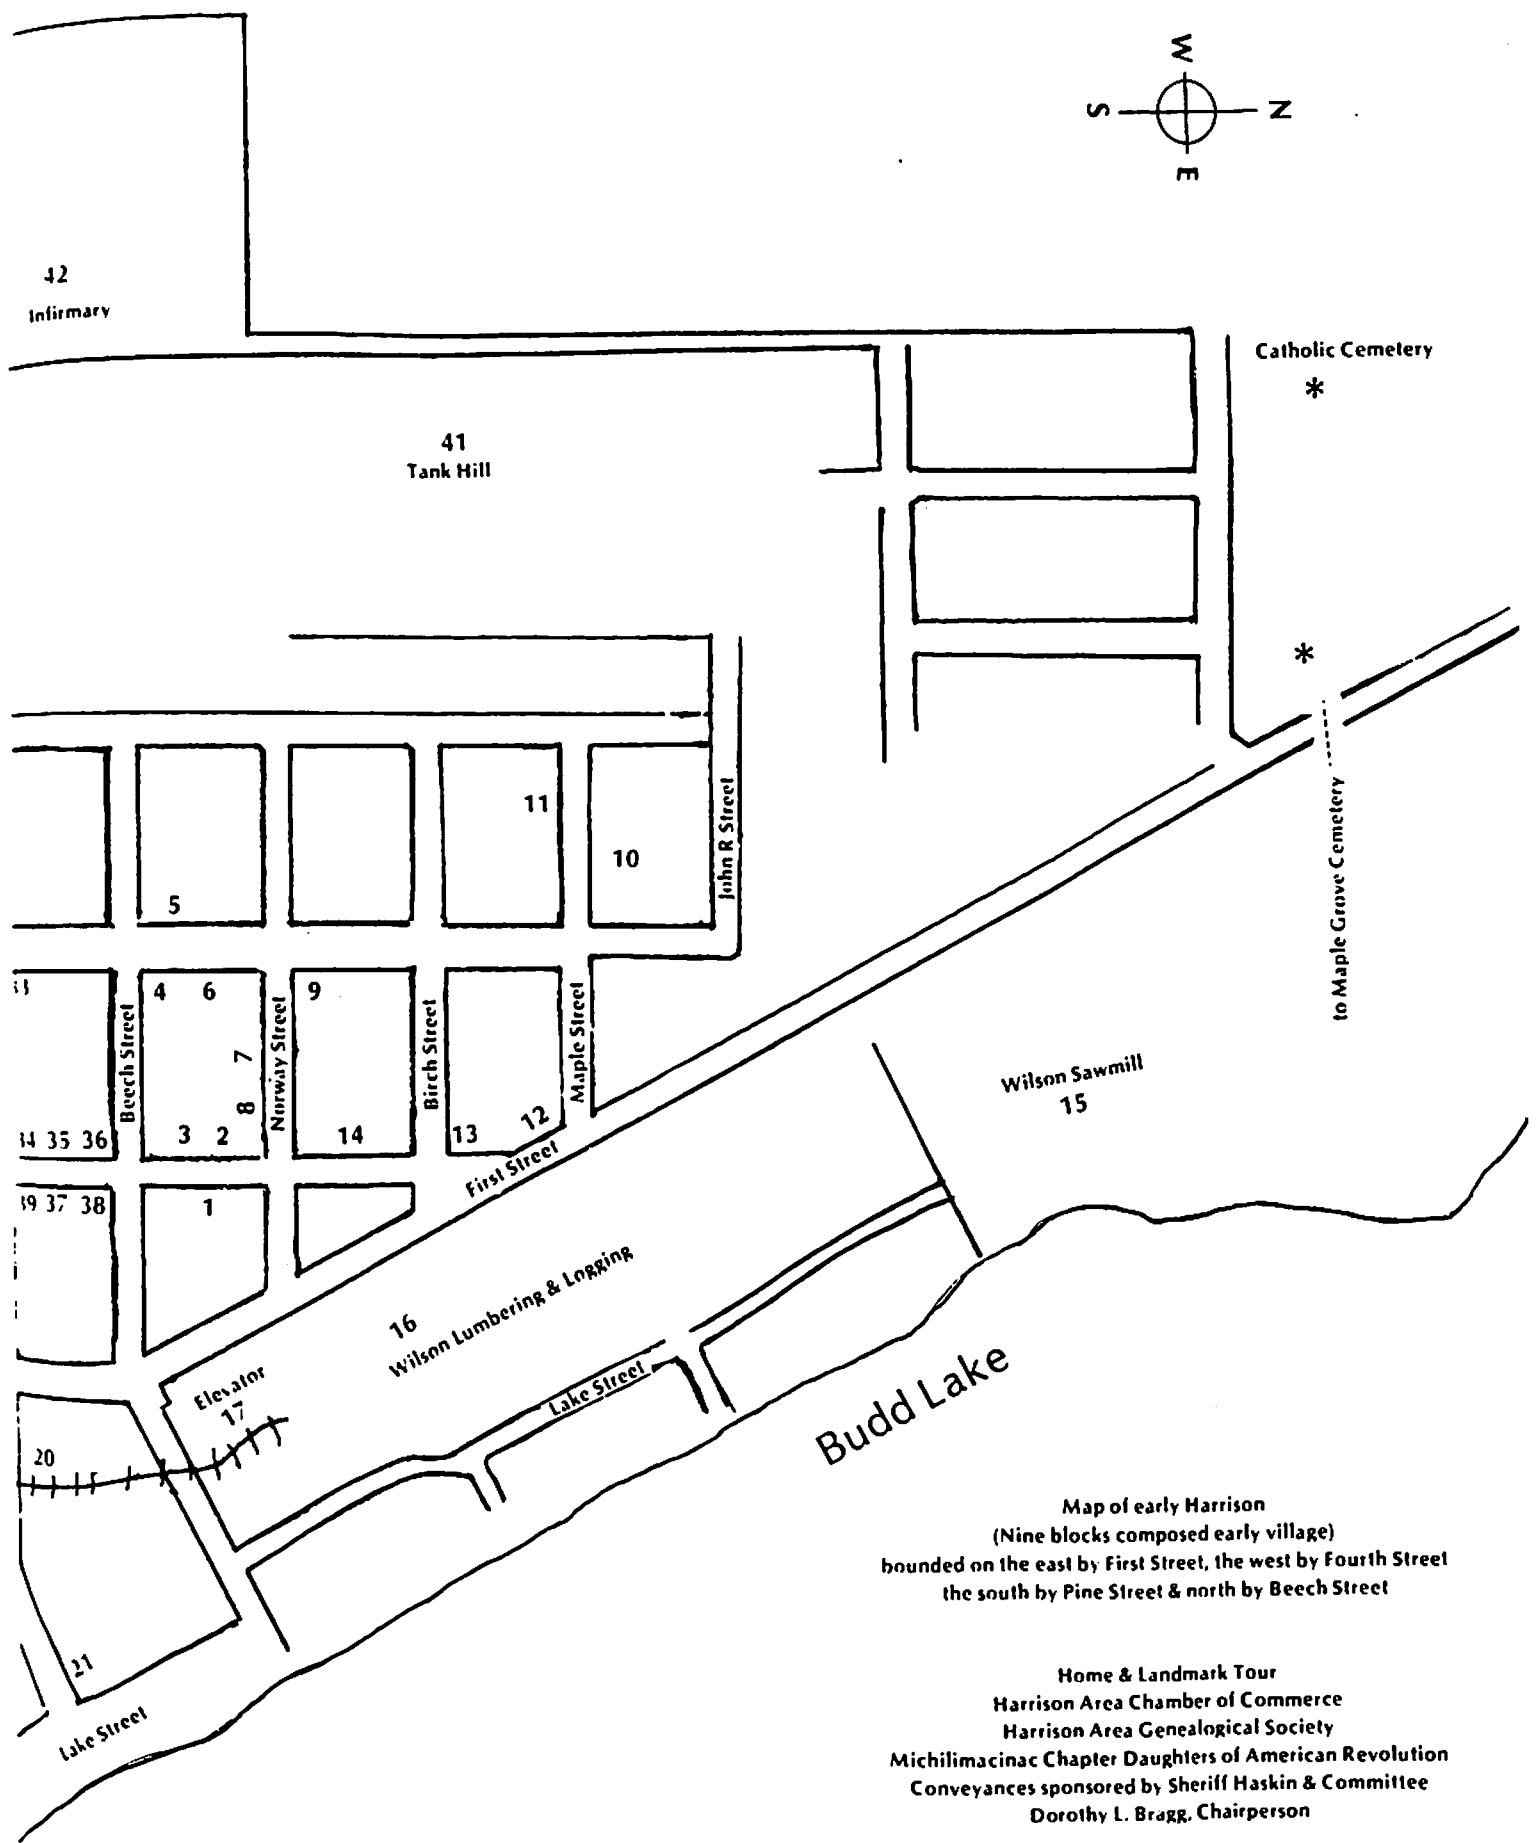 W
S
N
E
42
Infirmary
Catholic Cemetery
*
41
Tank Hill
*
11
10
John R Street
to Maple Grove Cemetery
5
4
6
9
Beech Street
7
8
Norway Street
Birch Street
Maple Street
35 36
3
2
14
13
12
First Street
37 38
1
Wilson Sawmill
15
16
Wilson Lumbering & Logging
Elevator
17
Lake Street
20
Budd Lake
21
Lake Street
Map of early Harrison
(Nine blocks composed early village)
bounded on the east by First Street, the west by Fourth Street
the south by Pine Street & north by Beech Street
Home & Landmark Tour
Harrison Area Chamber of Commerce
Harrison Area Genealogical Society
Michilimacinac Chapter Daughters of American Revolution
Conveyances sponsored by Sheriff Haskin & Committee
Dorothy L. Bragg, Chairperson